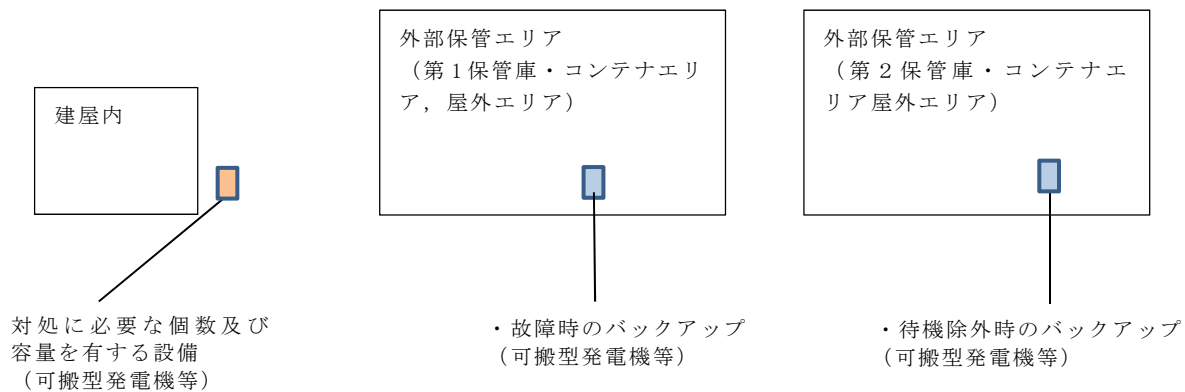 建屋内
外部保管エリア
（第１保管庫・コンテナエリ
ア，屋外エリア）
外部保管エリア
（第２保管庫・コンテナエ
リア屋外エリア）
対処に必要な個数及び
容量を有する設備
（可搬型発電機等）
・故障時のバックアップ
（可搬型発電機等）
・待機除外時のバックアップ
（可搬型発電機等）